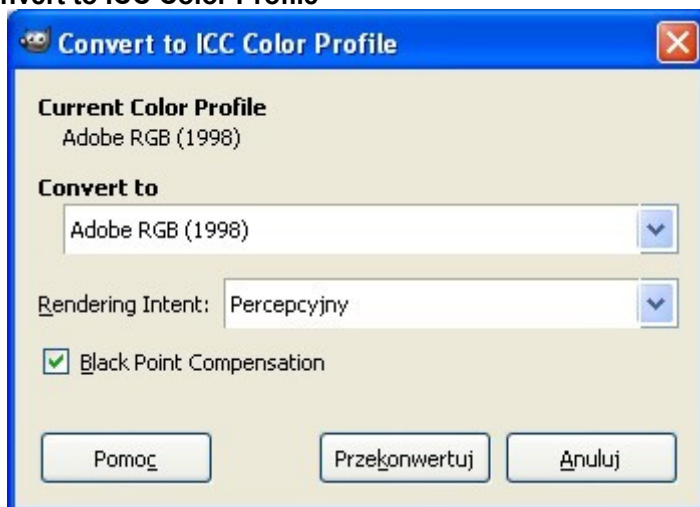 Convert to ICC Color Profile
Current Color Profile
Adobe RGB (1998)
Convert to
Adobe RGB (1998)
Rendering Intent: Percepcyjny
Black Point Compensation
Pomoc
Przekonwertuj
Anuluj